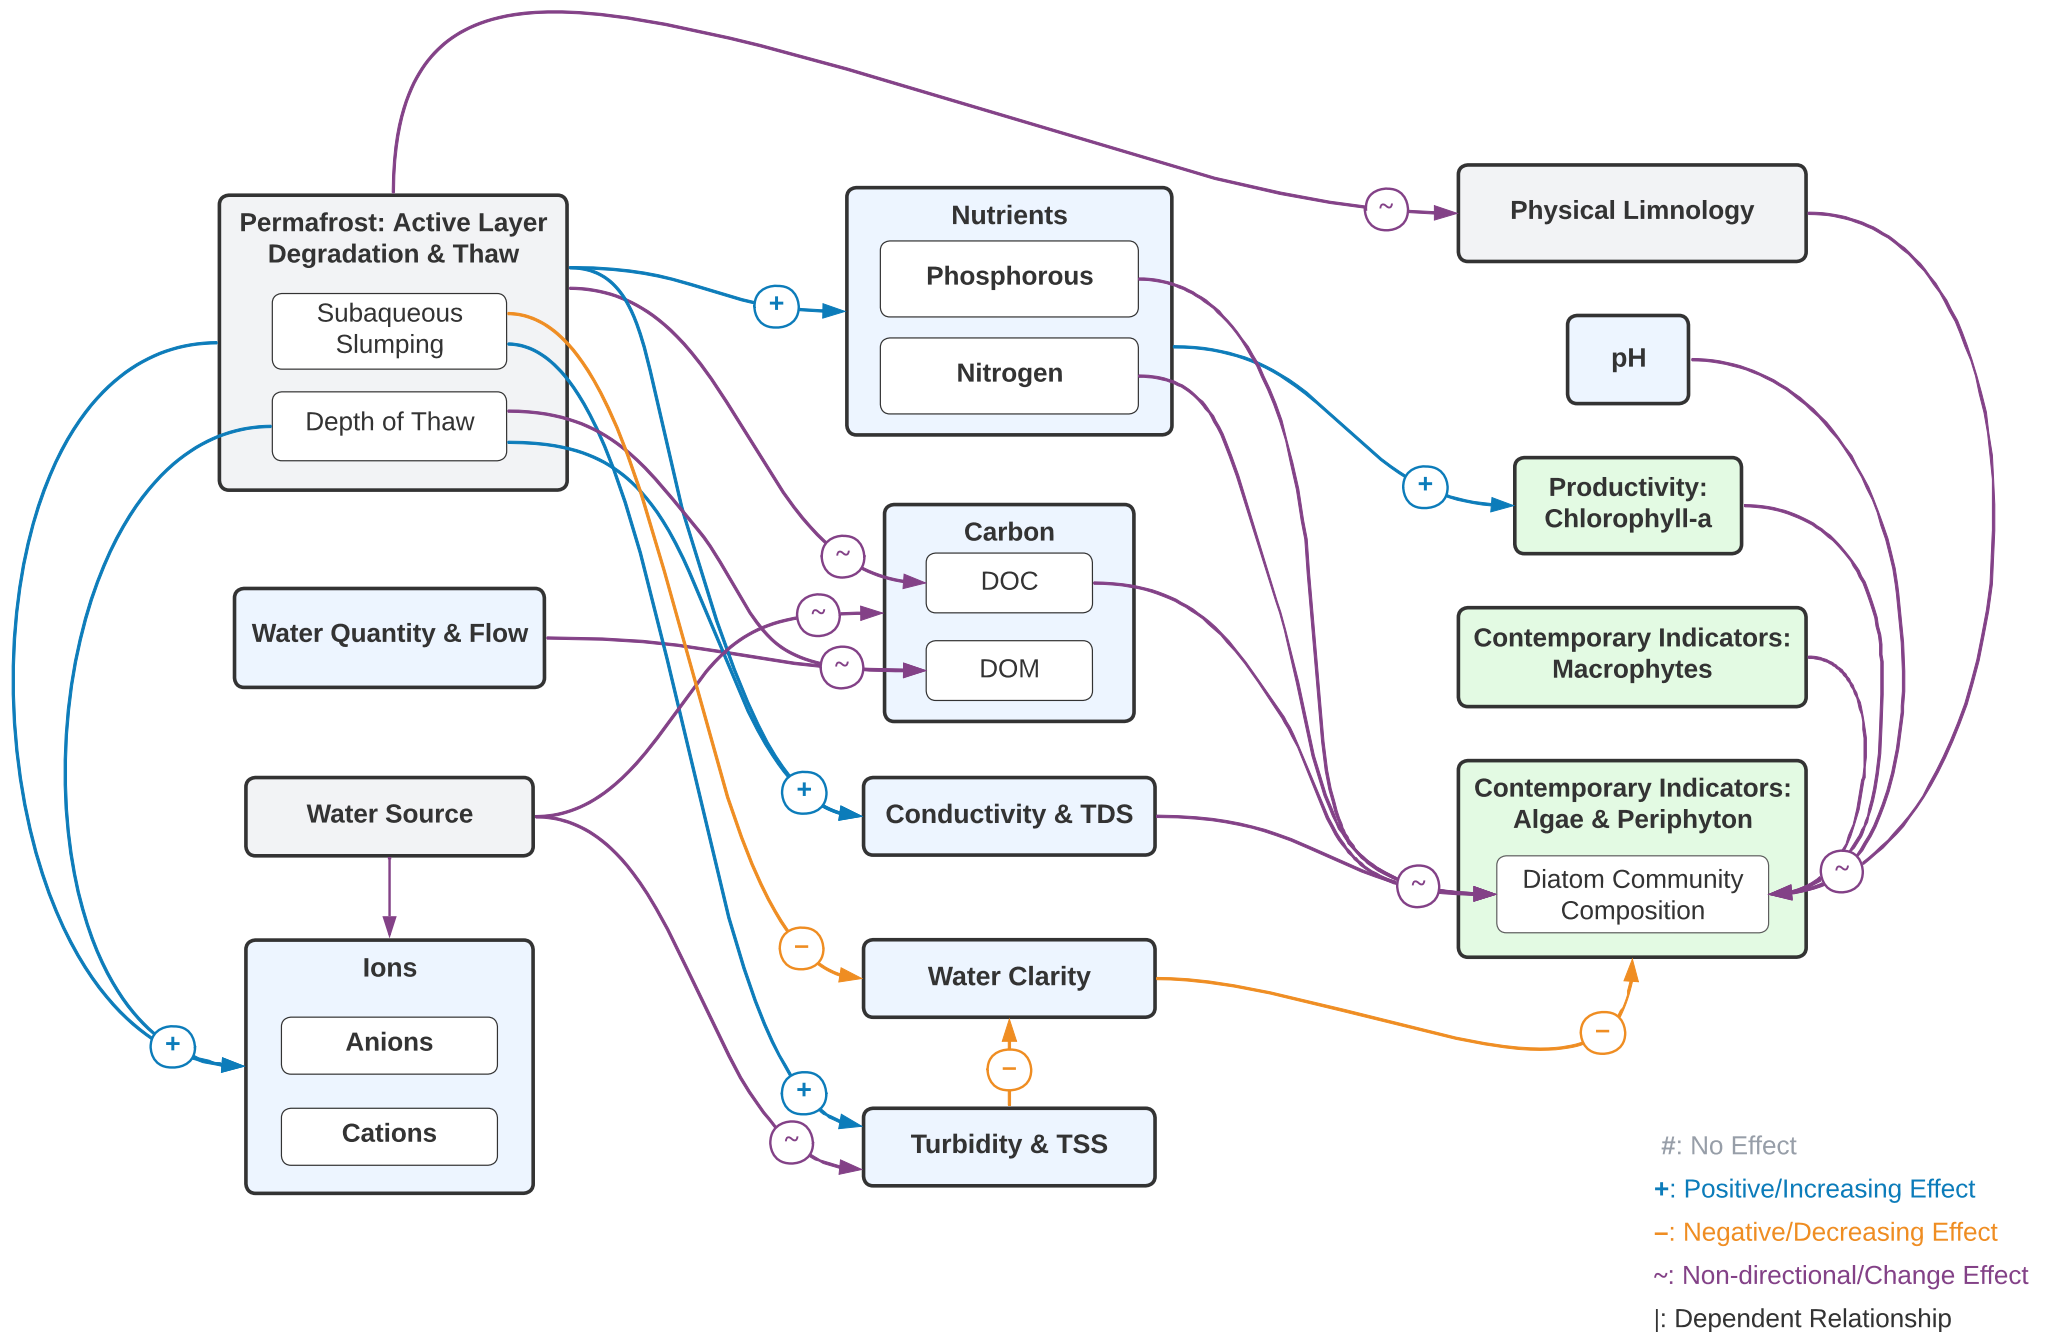 ~
Physical Limnology
Permafrost: Active Layer
Degradation & Thaw
Subaqueous
Slumping
Depth of Thaw
+
Nutrients
Phosphorous
Nitrogen
pH
+
Productivity:
Chlorophyll-a
Carbon
~
DOC
~
~
DOM
Water Quantity & Flow
Contemporary Indicators:
Macrophytes
Water Source
+
Conductivity & TDS
Contemporary Indicators:
Algae & Periphyton
~
~
Diatom Community
Composition
Ions
Anions
Cations
+
–
Water Clarity
–
–
+
~
Turbidity & TSS
#: No Effect
+: Positive/Increasing Effect
–: Negative/Decreasing Effect
~: Non-directional/Change Effect
|: Dependent Relationship